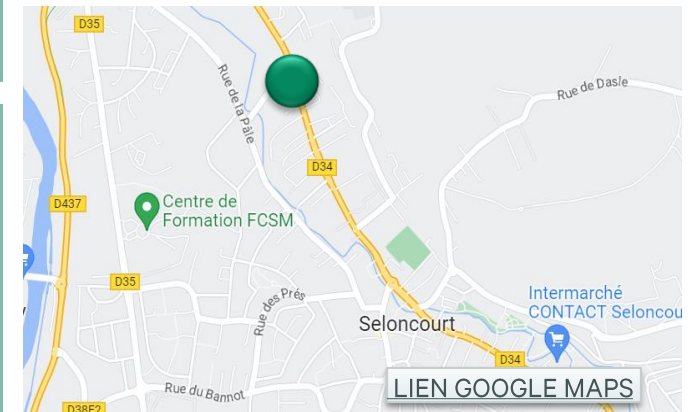 D35
Rue de la Pâle
Rue de Dasle
D34
D437
Centre de
Formation FCSM
D35
Rue des Prés
Intermarché
CONTACT Seloncou
Seloncourt
D34
LIEN GOOGLE MAPS
Rue du Bannot
D38E2